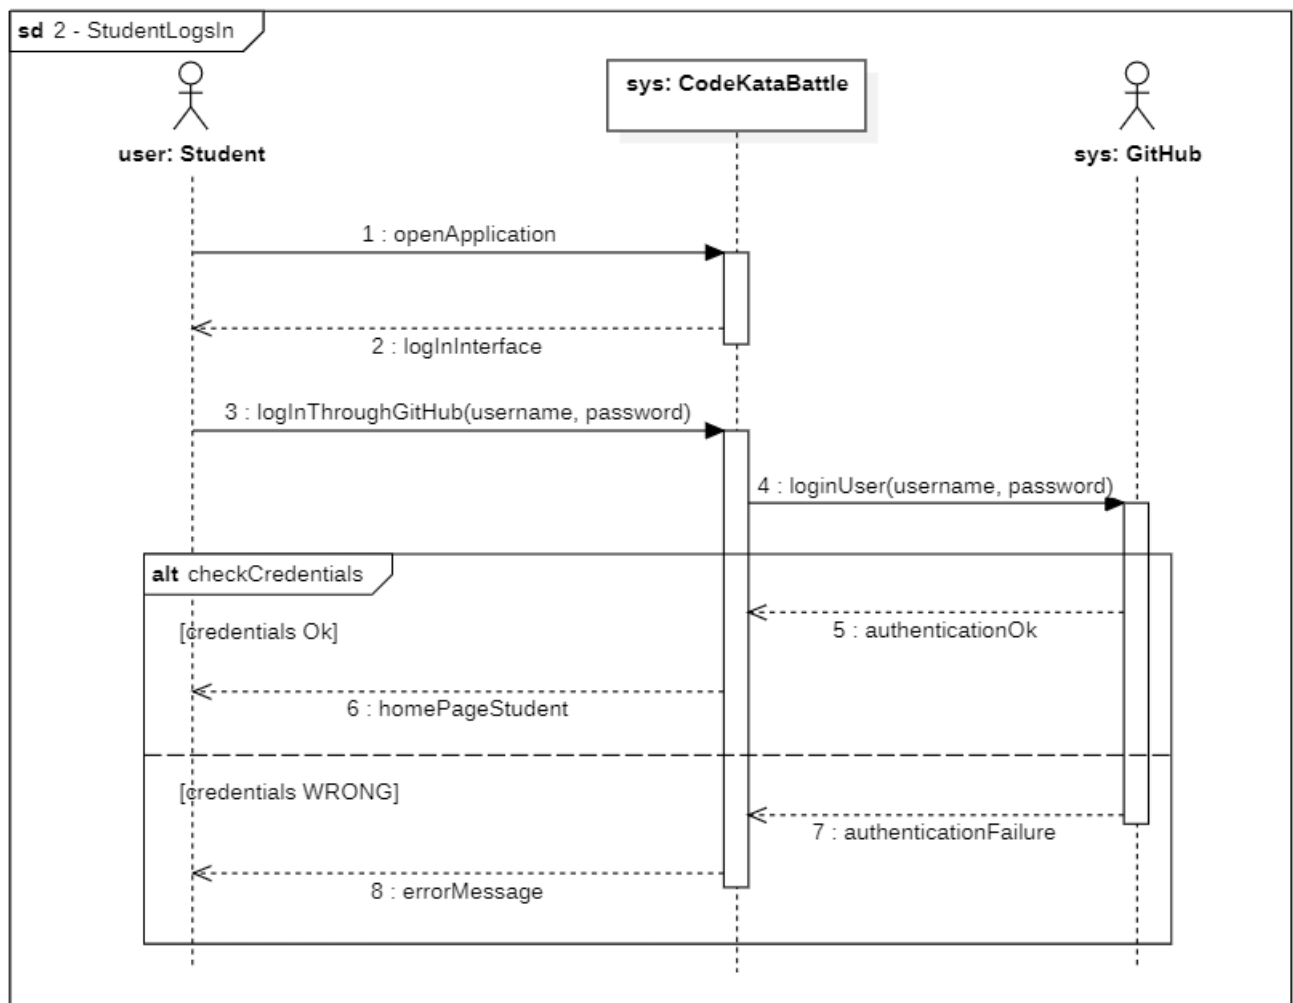 sd 2 - StudentLogsIn
sys: CodeKataBattle
user: Student
sys: GitHub
1 : openApplication
2 : logInInterface
3 : logInThroughGitHub(username, password)
4 : loginUser(username, password)
alt checkCredentials
[credentials Ok]
5 : authenticationOk
6 : homePageStudent
[credentials WRONG]
7 : authenticationFailure
8 : errorMessage